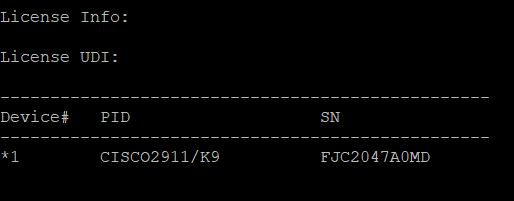 License Info:
License UDI:
-------------------------------------------------
Device#   PID                   SN
-------------------------------------------------
*1        CISCO2911/K9          FJC2047A0MD